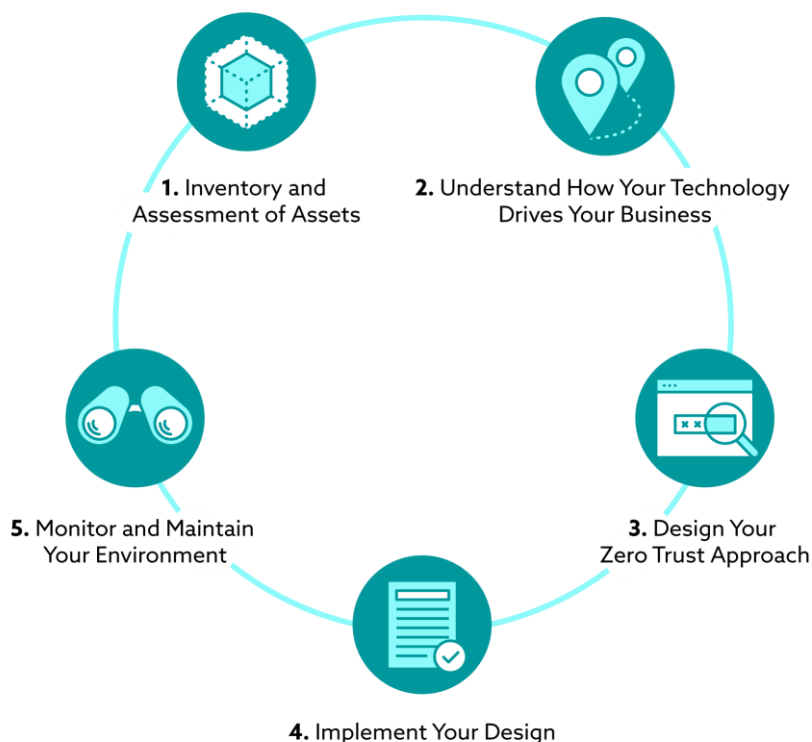 1. Inventory and
Assessment of Assets
2. Understand How Your Technology
Drives Your Business
3. Design Your
Zero Trust Approach
4. Implement Your Design
5. Monitor and Maintain
Your Environment